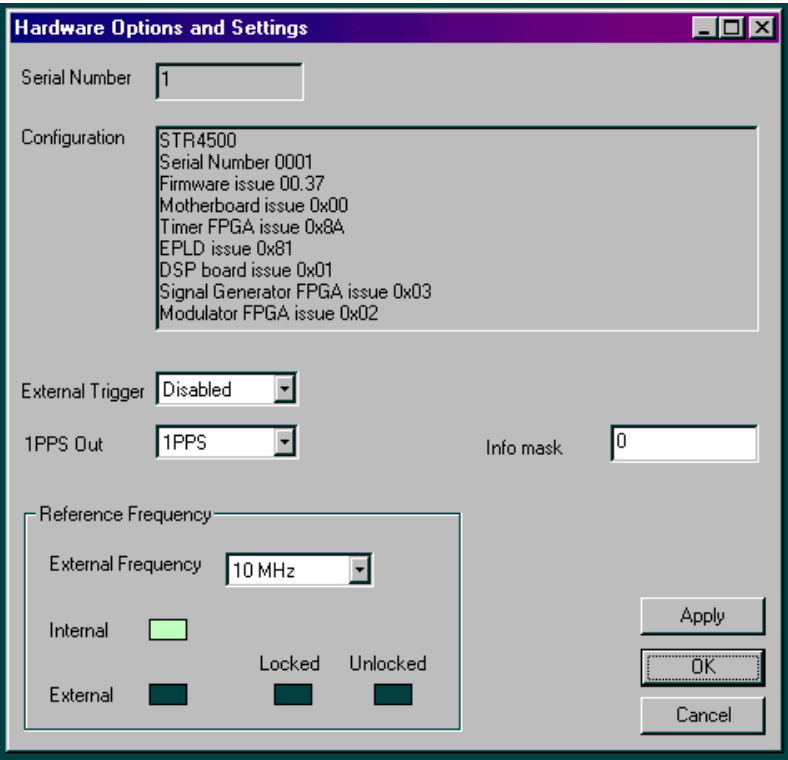 Hardware Options and Settings
Serial Number 1
Configuration STR4500
Serial Number 0001
Firmware issue 00.37
Motherboard issue 0x00
Timer FPGA issue 0x8A
EPLD issue 0x81
DSP board issue 0x01
Signal Generator FPGA issue 0x03
Modulator FPGA issue 0x02
External Trigger Disabled
1PPS Out 1PPS Info mask 0
Reference Frequency
External Frequency 10 MHz
Internal
Locked Unlocked
External
Apply
OK
Cancel